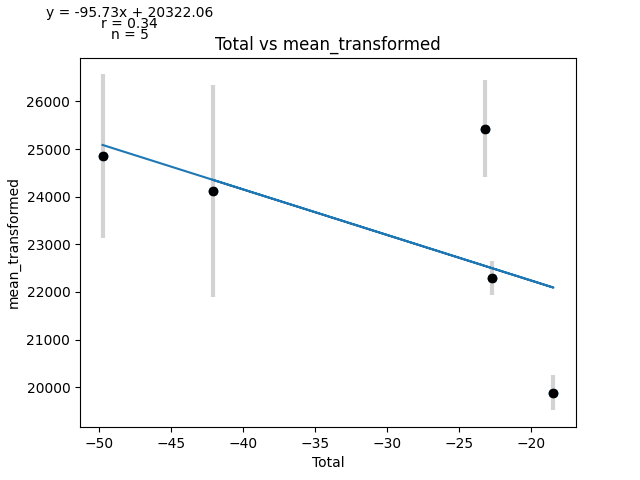 y = -95.73x + 20322.06
r = 0.34
n = 5
Total vs mean_transformed
26000
25000
24000
23000
22000
21000
20000
mean_transformed
−50
−45
−40
−35
−30
−25
−20
Total